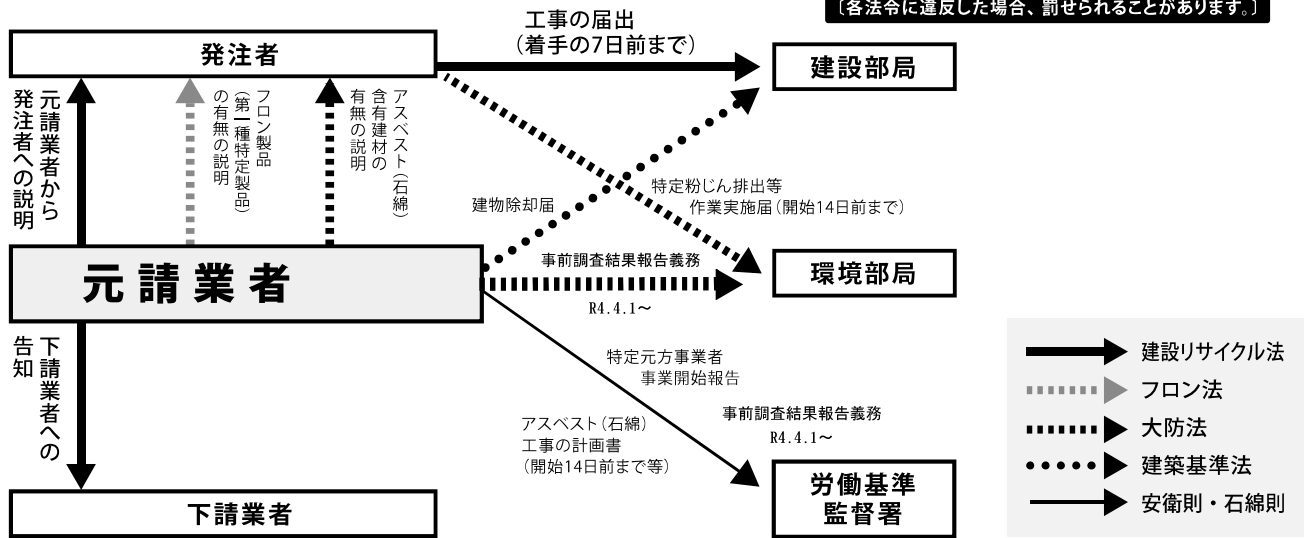 〔各法令に違反した場合、罰せられることがあります。〕
工事の届出
（着手の7日前まで）
発注者
建設部局
元請業者から
発注者への説明
フロン製品
（第一種特定製品）
の有無の説明
アスベスト（石綿）
含有建材の
有無の説明
建物除却届
特定粉じん排出等
作業実施届（開始14日前まで）
元請業者
事前調査結果報告義務
R4.4.1～
環境部局
下請業者への
告知
特定元方事業者
事業開始報告
アスベスト（石綿）
工事の計画書
（開始14日前まで等）
事前調査結果報告義務
R4.4.1～
下請業者
労働基準
監督署
建設リサイクル法
フロン法
大防法
建築基準法
安衛則・石綿則